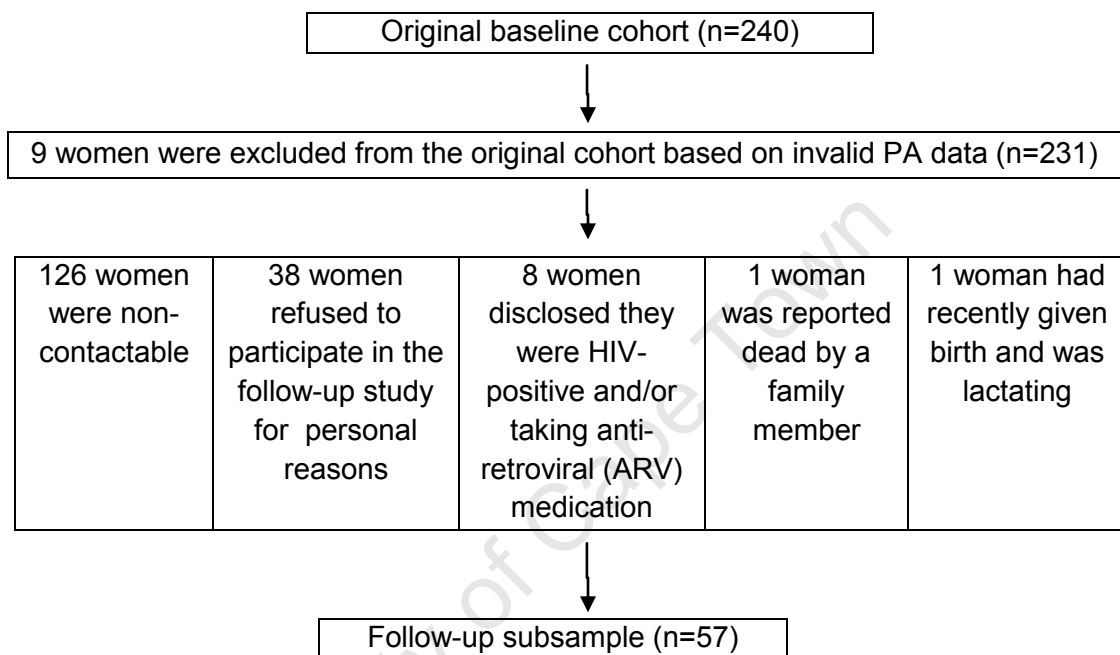 Original baseline cohort (n=240)
9 women were excluded from the original cohort based on invalid PA data (n=231)
126 women
were non-
contactable
38 women
refused to
participate in the
follow-up study
for personal
reasons
8 women
disclosed they
were HIV-
positive and/or
taking anti-
retroviral (ARV)
medication
1 woman
was reported
dead by a
family
member
1 woman had
recently given
birth and was
lactating
Follow-up subsample (n=57)
of Cape Town